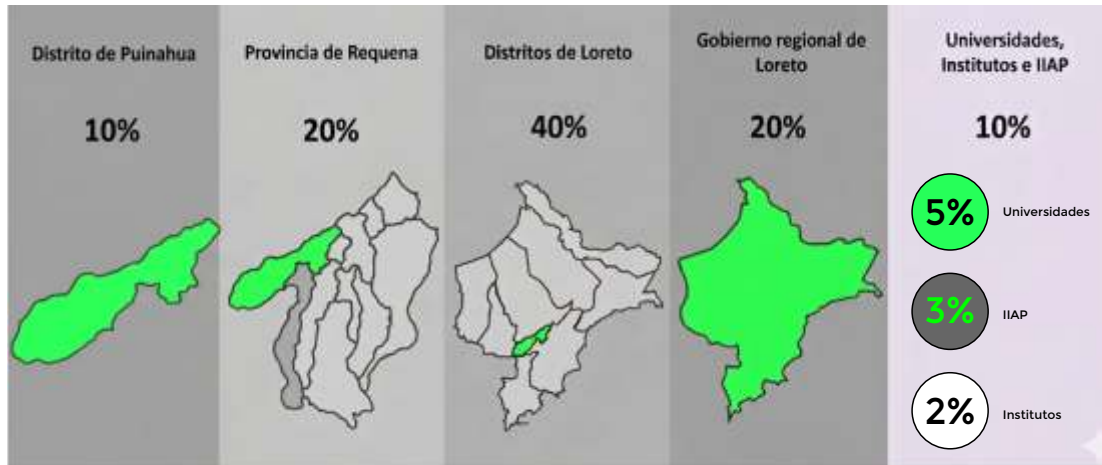 Distrito de Puinahua
10%
Provincia de Requena
20%
Distritos de Loreto
40%
Gobierno regional de
Loreto
20%
Universidades,
Institutos e IIAP
10%
5%
Universidades
3%
IIAP
2%
Institutos